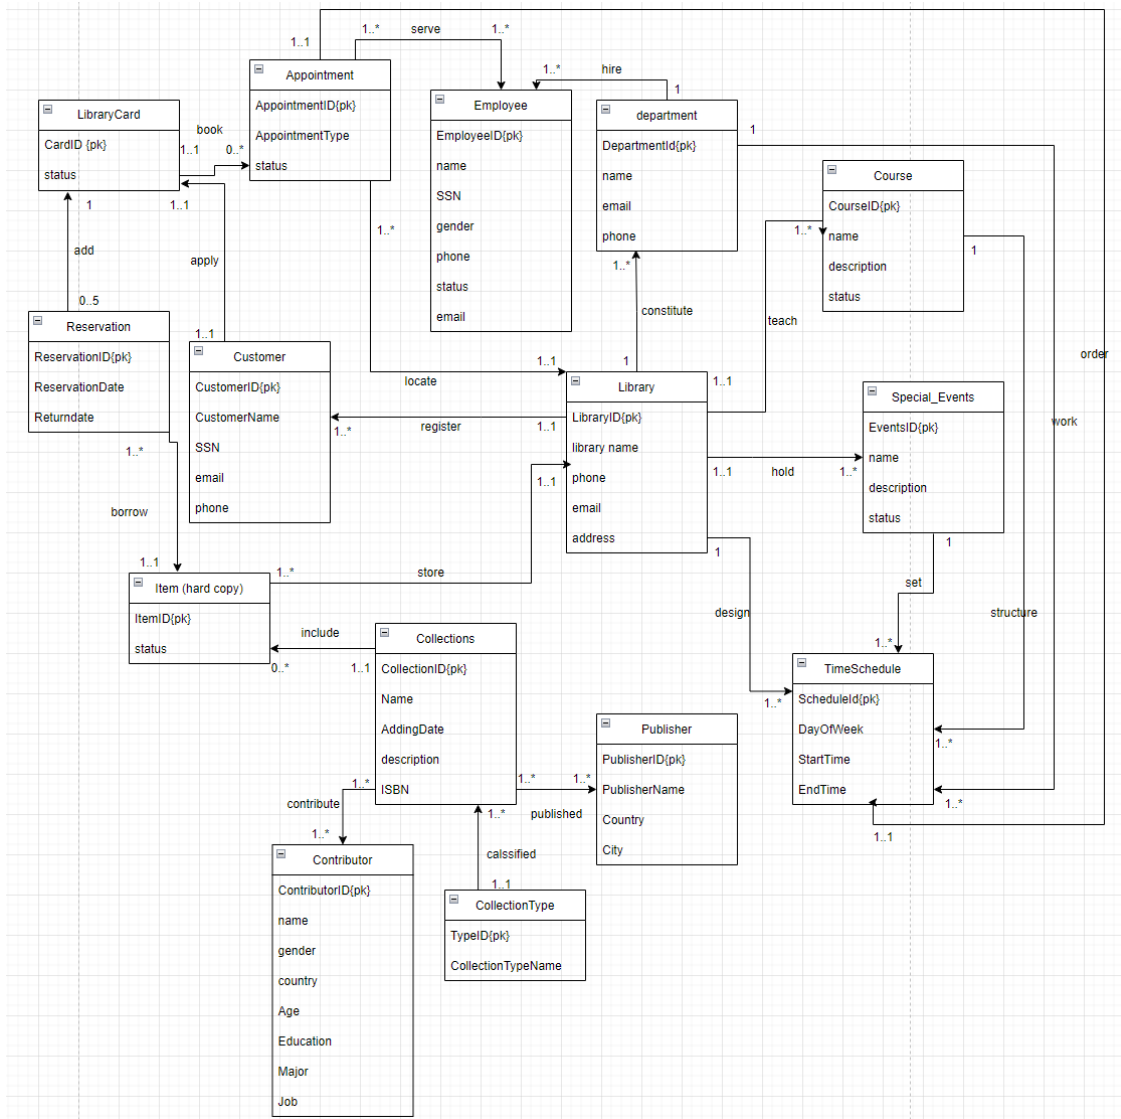 1..1
1..*
serve
1..*
Appointment
AppointmentID{pk}
AppointmentType
status
1..*
hire
1
Employee
EmployeeID{pk}
name
SSN
gender
phone
status
email
department
DepartmentId{pk}
name
email
phone
1
LibraryCard
CardID {pk}
status
book
1..1
0..*
1
1..1
add
apply
0..5
1..1
1..*
Course
CourseID{pk}
name
description
status
1..*
1
1..*
constitute
1
teach
order
work
Reservation
ReservationID{pk}
ReservationDate
Returndate
1..*
Customer
CustomerID{pk}
CustomerName
SSN
email
phone
1..1
locate
1..*
register
1..1
1..1
Library
LibraryID{pk}
library name
phone
email
address
1..1
1..1
hold
1..*
1
Special_Events
EventsID{pk}
name
description
status
1
set
1..*
design
structure
1..*
borrow
1..1
Item (hard copy)
ItemID{pk}
status
1..*
store
include
0..*
1..1
Collections
CollectionID{pk}
Name
AddingDate
description
ISBN
TimeSchedule
ScheduleId{pk}
DayOfWeek
StartTime
EndTime
1..*
1..*
1..1
Publisher
PublisherID{pk}
PublisherName
Country
City
1..*
1..*
published
1..*
contribute
1..*
1..*
calssified
1..1
Contributor
ContributorID{pk}
name
gender
country
Age
Education
Major
Job
CollectionType
TypeID{pk}
CollectionTypeName